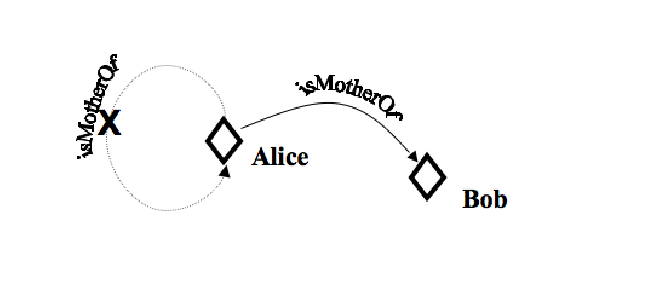 isMotherOf
X
isMotherOf
Alice
Bob